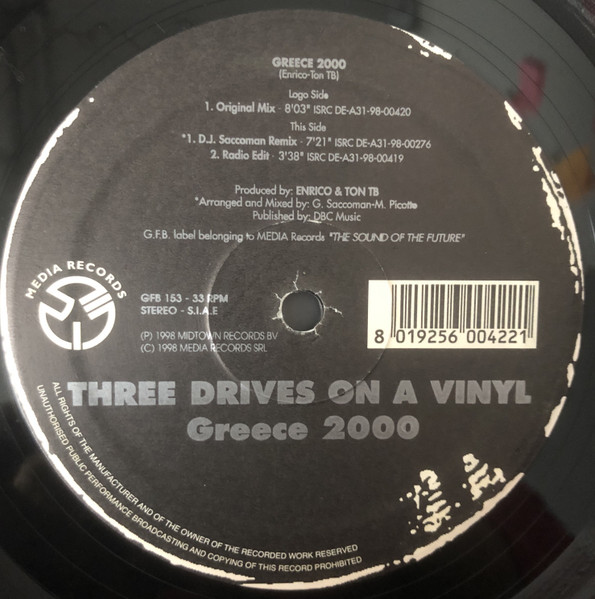 GREECE 2000
(Enrico-Ton TB)
Logo Side
1. Original Mix - 8'03" ISRC DE-A31-98-00420
This Side
*1. D.J. Saccoman Remix - 7'21" ISRC DE-A31-98-00276
2. Radio Edit - 3'38" ISRC DE-A31-98-00419
Produced by: ENRICO & TON TB
*Arranged and Mixed by: G. Saccoman-M. Picotto
Published by: DBC Music
G.F.B. label belonging to MEDIA Records "THE SOUND OF THE FUTURE"
MEDIA RECORDS
GFB 153 - 33 RPM
STEREO - S.I.A.E
(P) 1998 MIDTOWN RECORDS BV
(C) 1998 MEDIA RECORDS SRL
8 019256 004221
THREE DRIVES ON A VINYL
Greece 2000
ALL RIGHTS OF THE MANUFACTURER AND OF THE OWNER OF THE RECORDED WORK RESERVED
UNAUTHORISED PUBLIC PERFORMANCE BROADCASTING AND COPYING OF THIS RECORD PROHIBITED